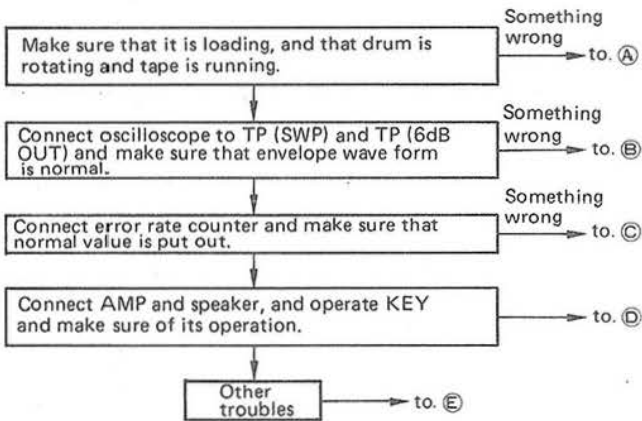 Something
wrong
Make sure that it is loading, and that drum is
rotating and tape is running.
to. Ⓐ
Something
wrong
Connect oscilloscope to TP (SWP) and TP (6dB
OUT) and make sure that envelope wave form
is normal.
to. Ⓑ
Something
wrong
Connect error rate counter and make sure that
normal value is put out.
to. Ⓒ
Connect AMP and speaker, and operate KEY
and make sure of its operation.
to. Ⓓ
Other
troubles
to. Ⓔ